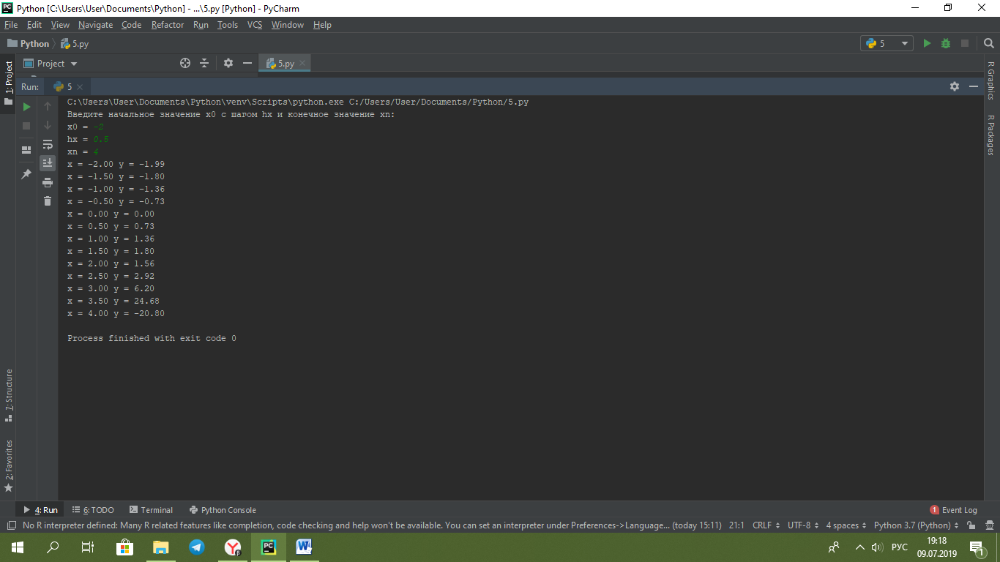 Python [C:\Users\User\Documents\Python] - ...\5.py [Python] - PyCharm
File Edit View Navigate Code Refactor Run Tools VCS Window Help
Python 5.py 5
Project 5.py
Run: 5
C:\Users\User\Documents\Python\venv\Scripts\python.exe C:/Users/User/Documents/Python/5.py
Введите начальное значение x0 с шагом hx и конечное значение xn:
x0 = -2
hx = 0.5
xn = 4
x = -2.00 y = -1.99
x = -1.50 y = -1.80
x = -1.00 y = -1.36
x = -0.50 y = -0.73
x = 0.00 y = 0.00
x = 0.50 y = 0.73
x = 1.00 y = 1.36
x = 1.50 y = 1.80
x = 2.00 y = 1.56
x = 2.50 y = 2.92
x = 3.00 y = 6.20
x = 3.50 y = 24.68
x = 4.00 y = -20.80
Process finished with exit code 0
1: Project
7: Structure
2: Favorites
R Graphics
R Packages
4: Run 6: TODO Terminal Python Console 1 Event Log
No R interpreter defined: Many R related features like completion, code checking and help won't be available. You can set an interpreter under Preferences->Language... (today 15:11) 21:1 CRLF UTF-8 4 spaces Python 3.7 (Python)
РУС
19:18
09.07.2019
1